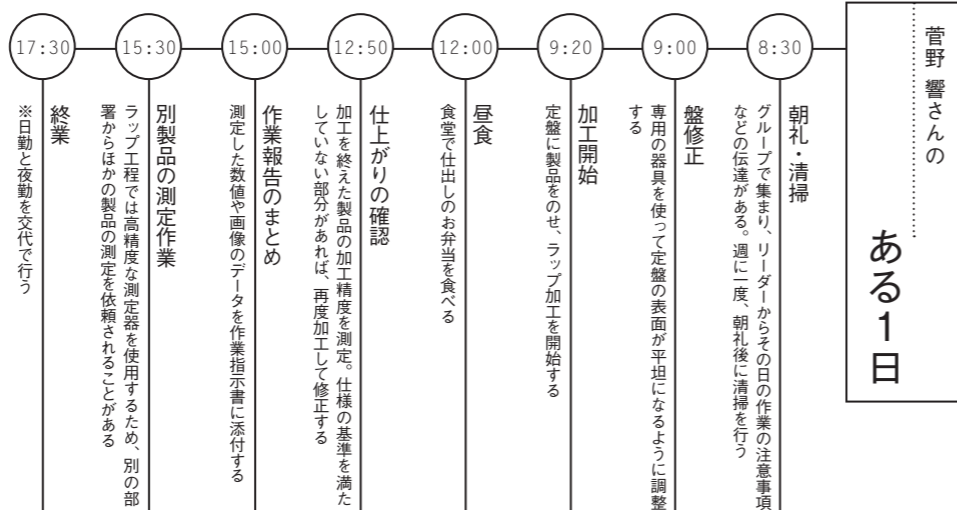 菅野 響さんの
ある1日
8:30
朝礼・清掃
グループで集まり、リーダーからその日の作業の注意事項
などの伝達がある。週に一度、朝礼後に清掃を行う
9:00
盤修正
専用の器具を使って定盤の表面が平坦になるように調整
する
9:20
加工開始
定盤に製品をのせ、ラップ加工を開始する
12:00
昼食
食堂で仕出しのお弁当を食べる
12:50
仕上がりの確認
加工を終えた製品の加工精度を測定。仕様の基準を満た
していない部分があれば、再度加工して修正する
15:00
作業報告のまとめ
測定した数値や画像のデータを作業指示書に添付する
15:30
別製品の測定作業
ラップ工程では高精度な測定器を使用するため、別の部
署からほかの製品の測定を依頼されることがある
17:30
終業
※日勤と夜勤を交代で行う